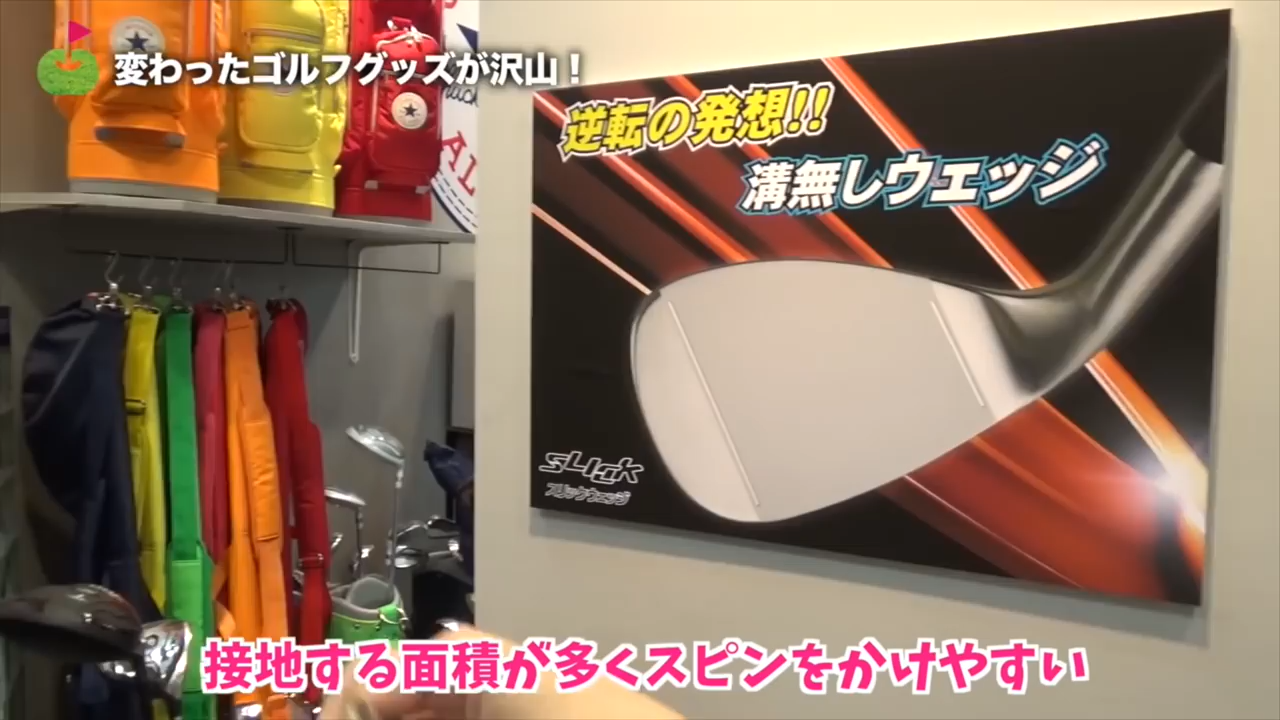 変わったゴルフグッズが沢山！
逆転の発想!!
溝無しウエッジ
SLICK
スリックウェッジ
接地する面積が多くスピンをかけやすい